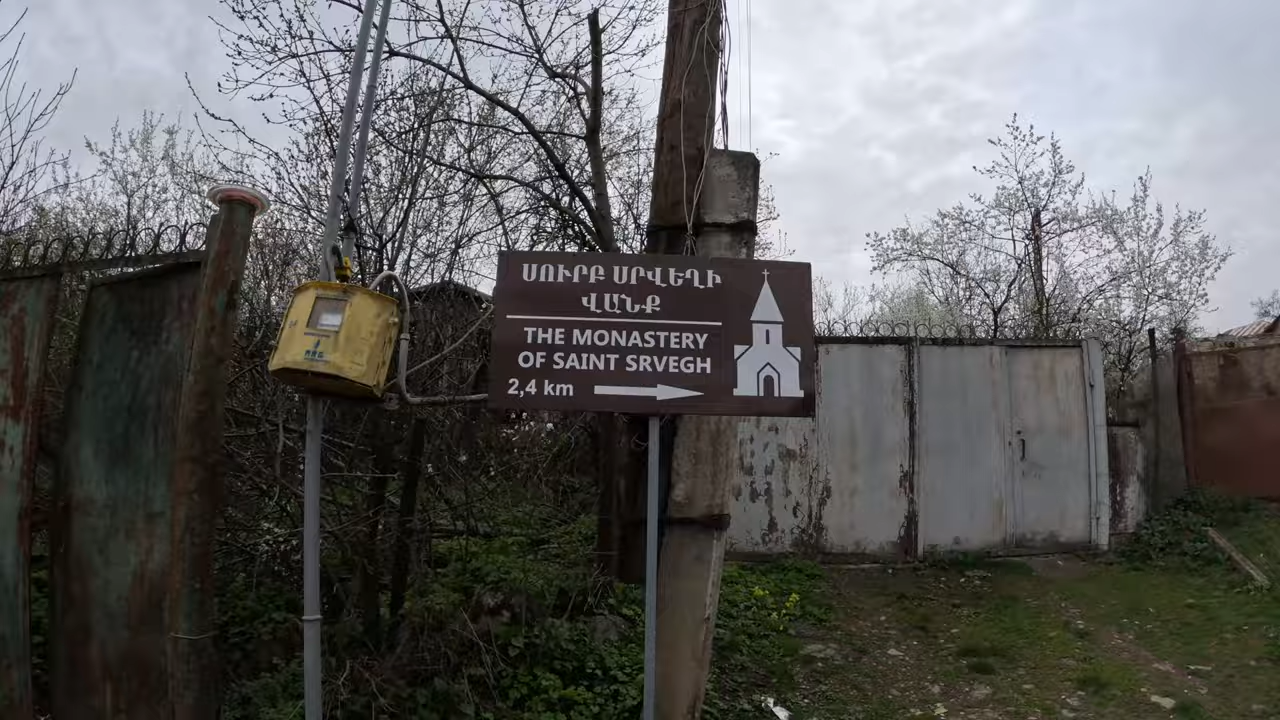 ՍՈՒՐԲ ՍՐՎԵՂԻ
ՎԱՆՔ
THE MONASTERY
OF SAINT SRVEGH
2,4 km